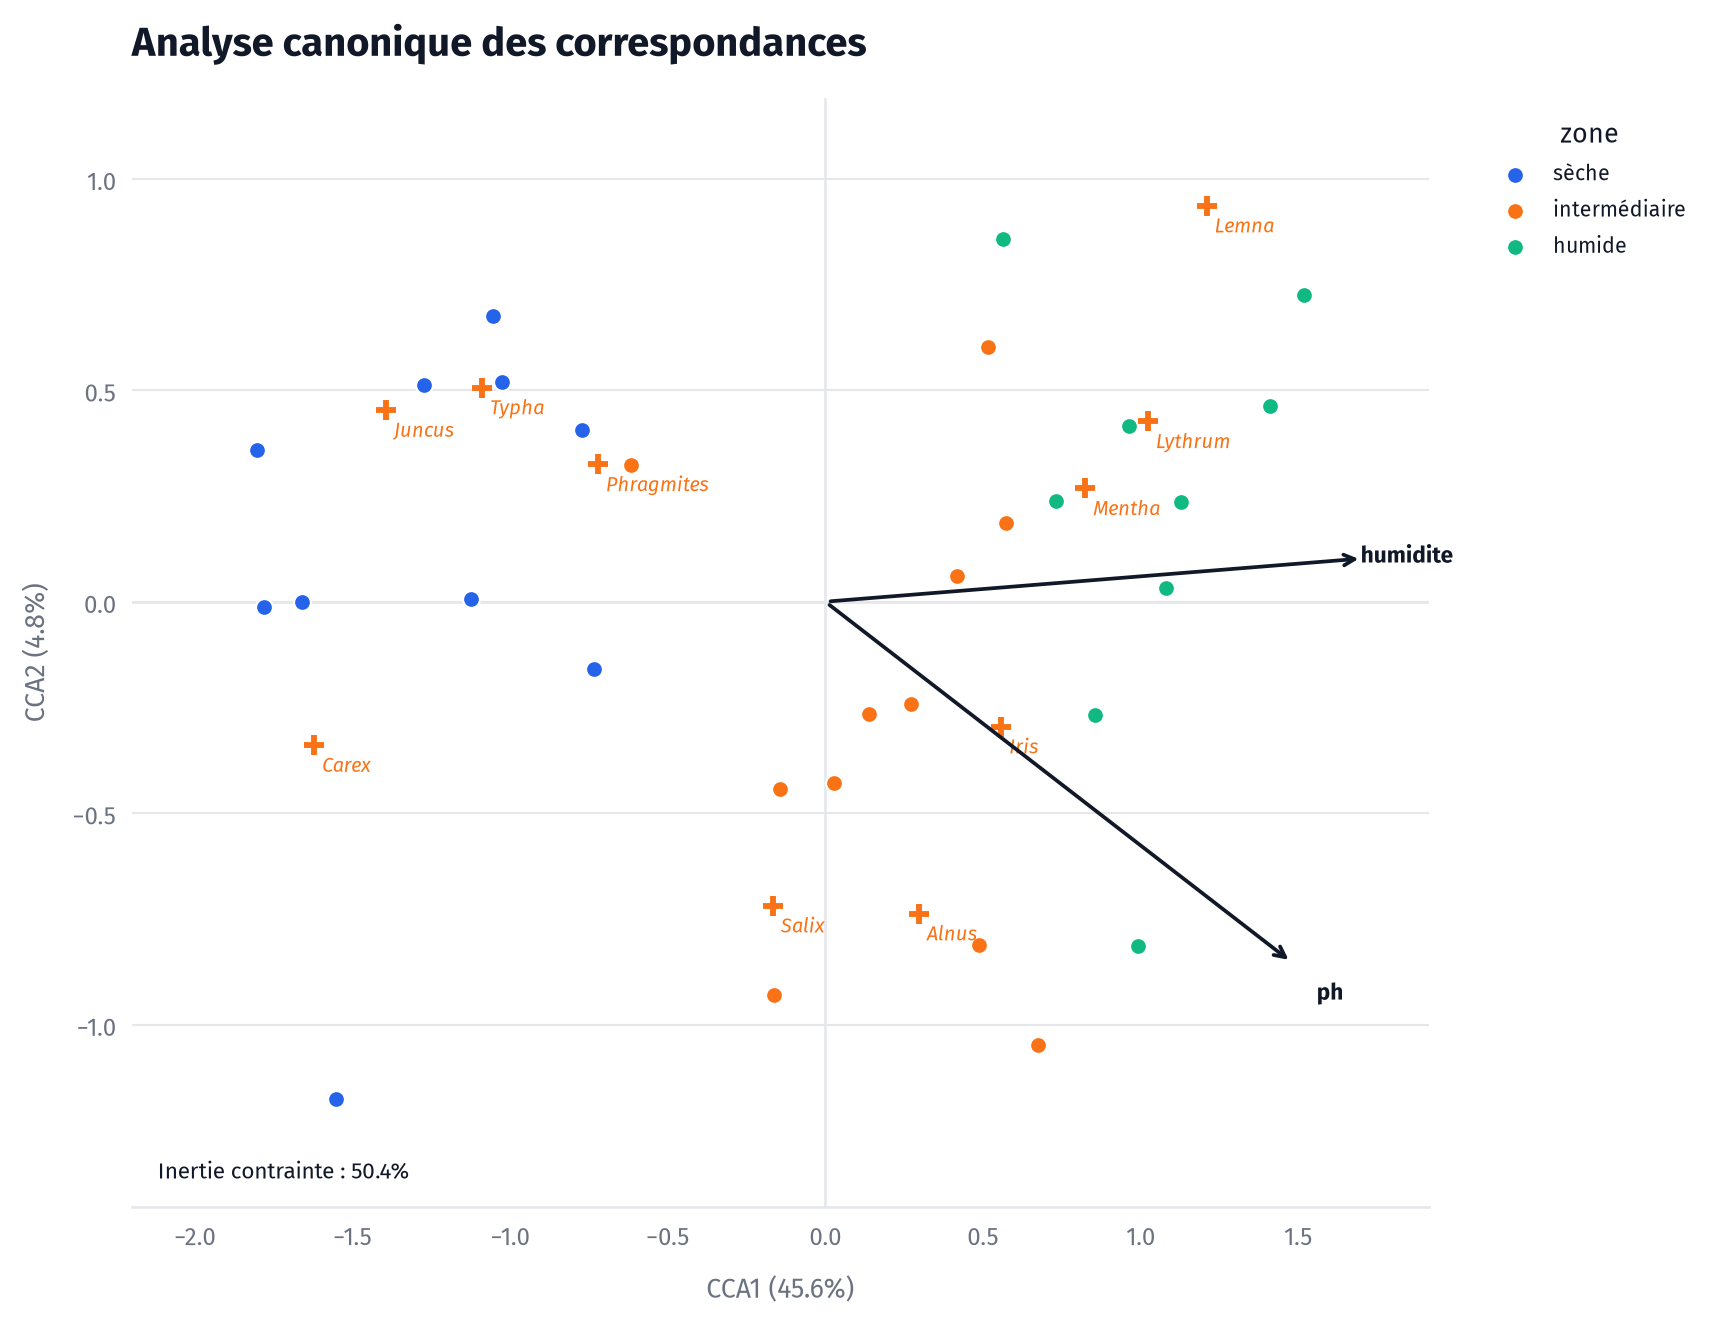 Analyse canonique des correspondances
zone
sèche
intermédiaire
humide
1.0
0.5
0.0
−0.5
−1.0
CCA2 (4.8%)
Lemna
Typha
Juncus
Lythrum
Phragmites
Mentha
humidite
Iris
Carex
Salix
Alnus
ph
Inertie contrainte : 50.4%
−2.0 −1.5 −1.0 −0.5 0.0 0.5 1.0 1.5
CCA1 (45.6%)